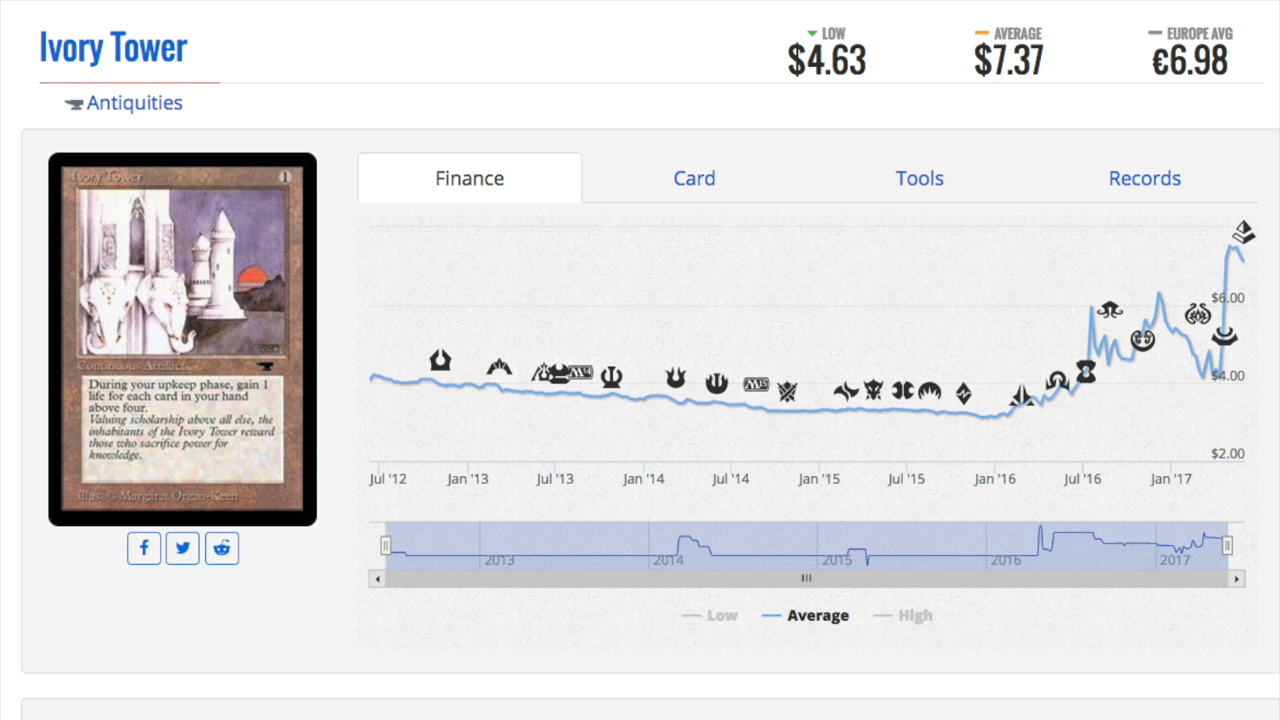 Ivory Tower
LOW
$4.63
AVERAGE
$7.37
EUROPE AVG
€6.98
Antiquities
Ivory Tower 1
Continuous Artifact
During your upkeep phase, gain 1
life for each card in your hand
above four.
Valuing scholarship above all else, the
inhabitants of the Ivory Tower reward
those who sacrifice power for
knowledge.
Illus. © Margaret Organ-Kean
Finance Card Tools Records
$6.00
$4.00
$2.00
M14
M15
Jul '12 Jan '13 Jul '13 Jan '14 Jul '14 Jan '15 Jul '15 Jan '16 Jul '16 Jan '17
2013 2014 2015 2016 2017
Low Average High